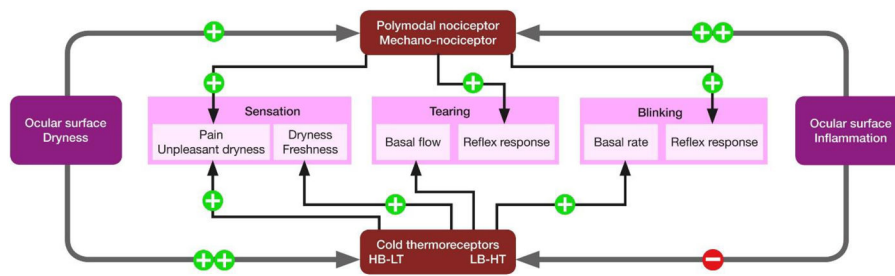 Polymodal nociceptor
Mechano-nociceptor
+
++
+
+
+
Ocular surface
Dryness
Sensation
Pain
Unpleasant dryness
Dryness
Freshness
Tearing
Basal flow
Reflex response
Blinking
Basal rate
Reflex response
Ocular surface
Inflammation
+
+
+
++
Cold thermoreceptors
HB-LT
LB-HT
−